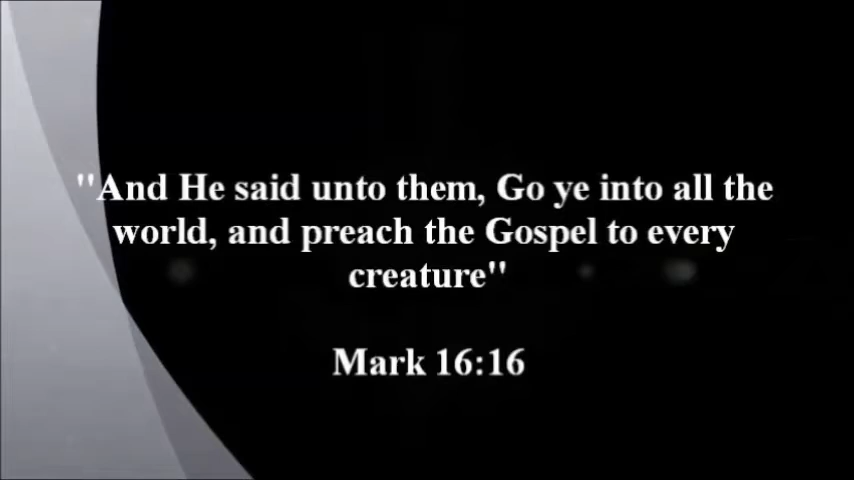 "And He said unto them, Go ye into all the
world, and preach the Gospel to every
creature"
Mark 16:16